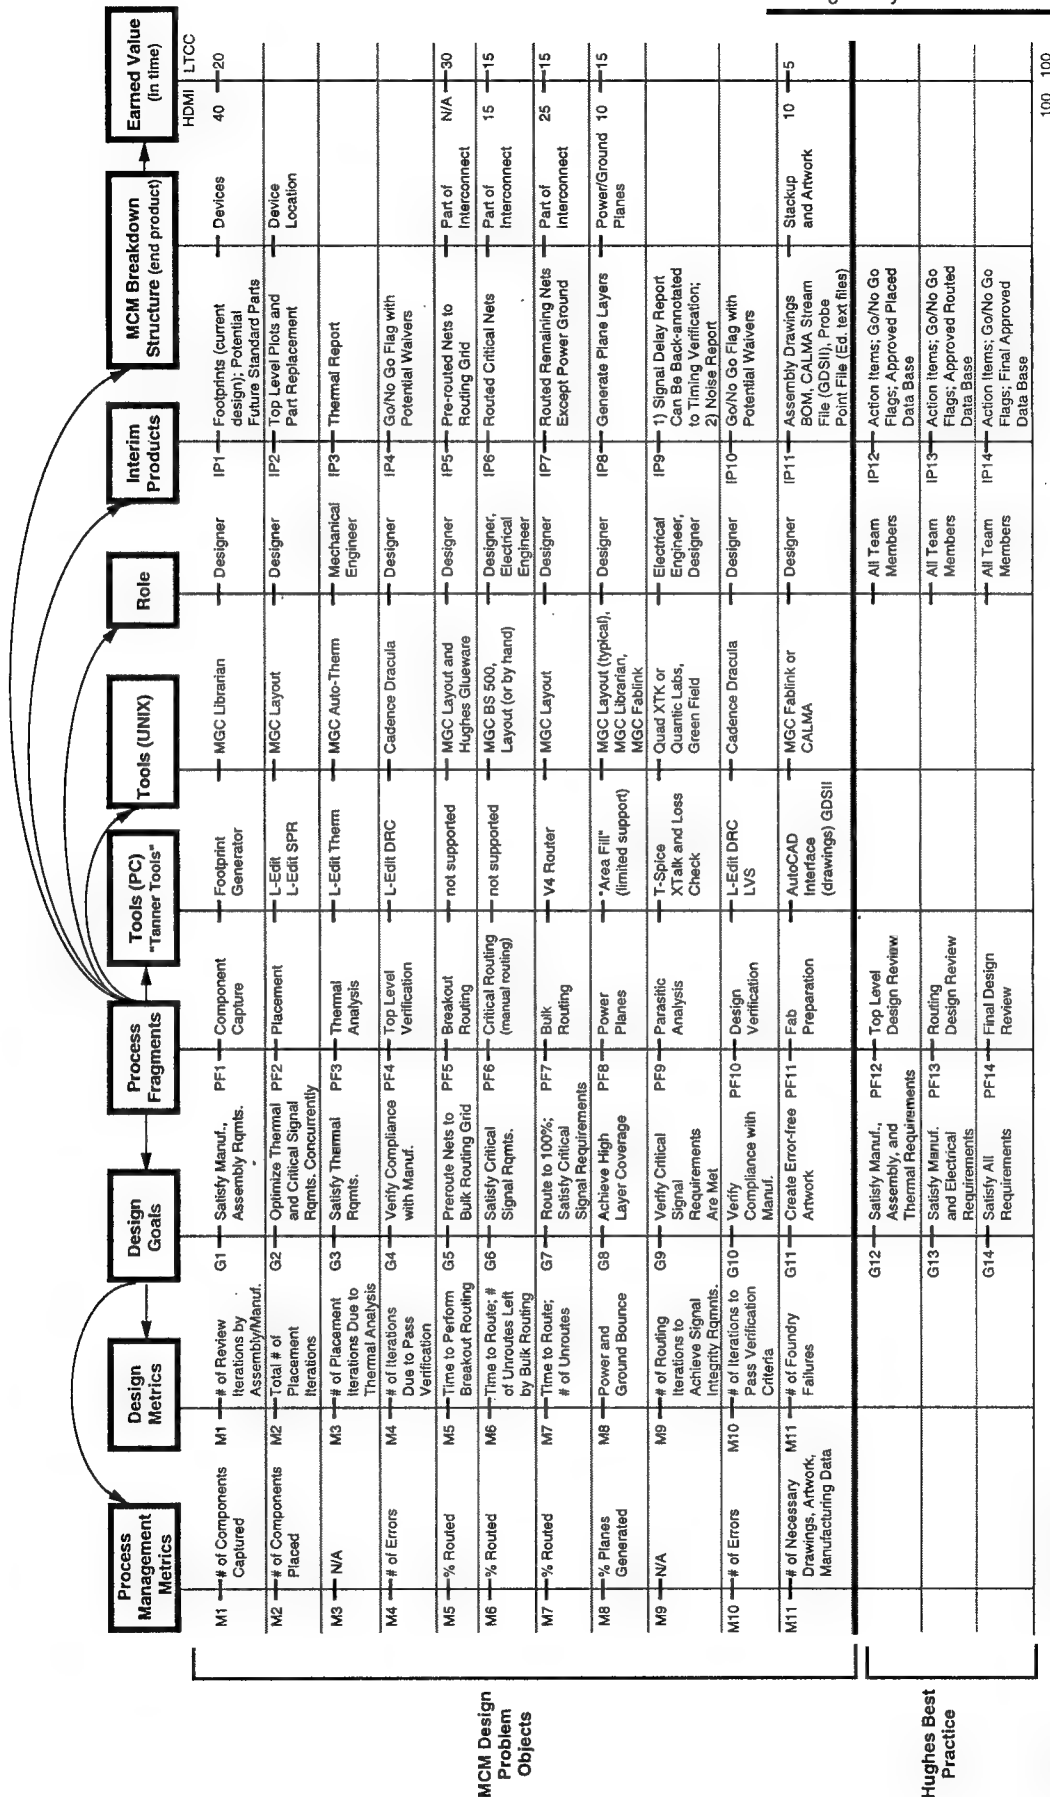 Process
Management
Metrics
Design
Metrics
Design
Goals
Process
Fragments
Tools (PC)
"Tanner Tools"
Tools (UNIX)
Role
Interim
Products
MCM Breakdown
Structure (end product)
Earned Value
(in time)
HDMI LTCC
MCM Design
Problem
Objects
M1 # of Components
Captured
M1 # of Review
Iterations by
Assembly/Manuf.
G1 Satisfy Manuf.,
Assembly Rqmts.
PF1 Component
Capture
Footprint
Generator
MGC Librarian
Designer
IP1 Footprints (current
design); Potential
Future Standard Parts
Devices
40 20
M2 # of Components
Placed
M2 Total # of
Placement
Iterations
G2 Optimize Thermal
and Critical Signal
Rqmts. Concurrently
PF2 Placement
L-Edit
L-Edit SPR
MGC Layout
Designer
IP2 Top Level Plots and
Part Replacement
Device
Location
M3 N/A
M3 # of Placement
Iterations Due to
Thermal Analysis
G3 Satisfy Thermal
Rqmts.
PF3 Thermal
Analysis
L-Edit Therm
MGC Auto-Therm
Mechanical
Engineer
IP3 Thermal Report
M4 # of Errors
M4 # of Iterations
Due to Pass
Verification
G4 Verify Compliance
with Manuf.
PF4 Top Level
Verification
L-Edit DRC
Cadence Dracula
Designer
IP4 Go/No Go Flag with
Potential Waivers
M5 % Routed
M5 Time to Perform
Breakout Routing
G5 Preroute Nets to
Bulk Routing Grid
PF5 Breakout
Routing
not supported
MGC Layout and
Hughes Glueware
Designer
IP5 Pre-routed Nets to
Routing Grid
Part of
Interconnect
N/A 30
M6 % Routed
M6 Time to Route; #
of Unroutes Left
by Bulk Routing
G6 Satisfy Critical
Signal Rqmts.
PF6 Critical Routing
(manual routing)
not supported
MGC BS 500,
Layout (or by hand)
Designer,
Electrical
Engineer
IP6 Routed Critical Nets
Part of
Interconnect
15 15
M7 % Routed
M7 Time to Route;
# of Unroutes
G7 Route to 100%;
Satisfy Critical
Signal Requirements
PF7 Bulk
Routing
V4 Router
MGC Layout
Designer
IP7 Routed Remaining Nets
Except Power Ground
Part of
Interconnect
25 15
M8 % Planes
Generated
M8 Power and
Ground Bounce
G8 Achieve High
Layer Coverage
PF8 Power
Planes
"Area Fill"
(limited support)
MGC Layout (typical),
MGC Librarian,
MGC Fablink
Designer
IP8 Generate Plane Layers
Power/Ground
Planes
10 15
M9 N/A
M9 # of Routing
Iterations to
Achieve Signal
Integrity Rqmnts.
G9 Verify Critical
Signal
Requirements
Are Met
PF9 Parasitic
Analysis
T-Spice
XTalk and Loss
Check
Quad XTK or
Quantic Labs,
Green Field
Electrical
Engineer,
Designer
IP9 1) Signal Delay Report
Can Be Back-annotated
to Timing Verification;
2) Noise Report
M10 # of Errors
M10 # of Iterations to
Pass Verification
Criteria
G10 Verify
Compliance with
Manuf.
PF10 Design
Verification
L-Edit DRC
LVS
Cadence Dracula
Designer
IP10 Go/No Go Flag with
Potential Waivers
M11 # of Necessary
Drawings, Artwork,
Manufacturing Data
M11 # of Foundry
Failures
G11 Create Error-free
Artwork
PF11 Fab
Preparation
AutoCAD
Interface
(drawings) GDSII
MGC Fablink or
CALMA
Designer
IP11 Assembly Drawings
BOM, CALMA Stream
File (GDSII), Probe
Point File (Ed. text files)
Stackup
and Artwork
10 5
Hughes Best
Practice
G12 Satisfy Manuf.,
Assembly, and
Thermal Requirements
PF12 Top Level
Design Review
All Team
Members
IP12 Action Items; Go/No Go
Flags; Approved Placed
Data Base
G13 Satisfy Manuf.
and Electrical
Requirements
PF13 Routing
Design Review
All Team
Members
IP13 Action Items; Go/No Go
Flags; Approved Routed
Data Base
G14 Satisfy All
Requirements
PF14 Final Design
Review
All Team
Members
IP14 Action Items; Go/No Go
Flags; Final Approved
Data Base
100 100